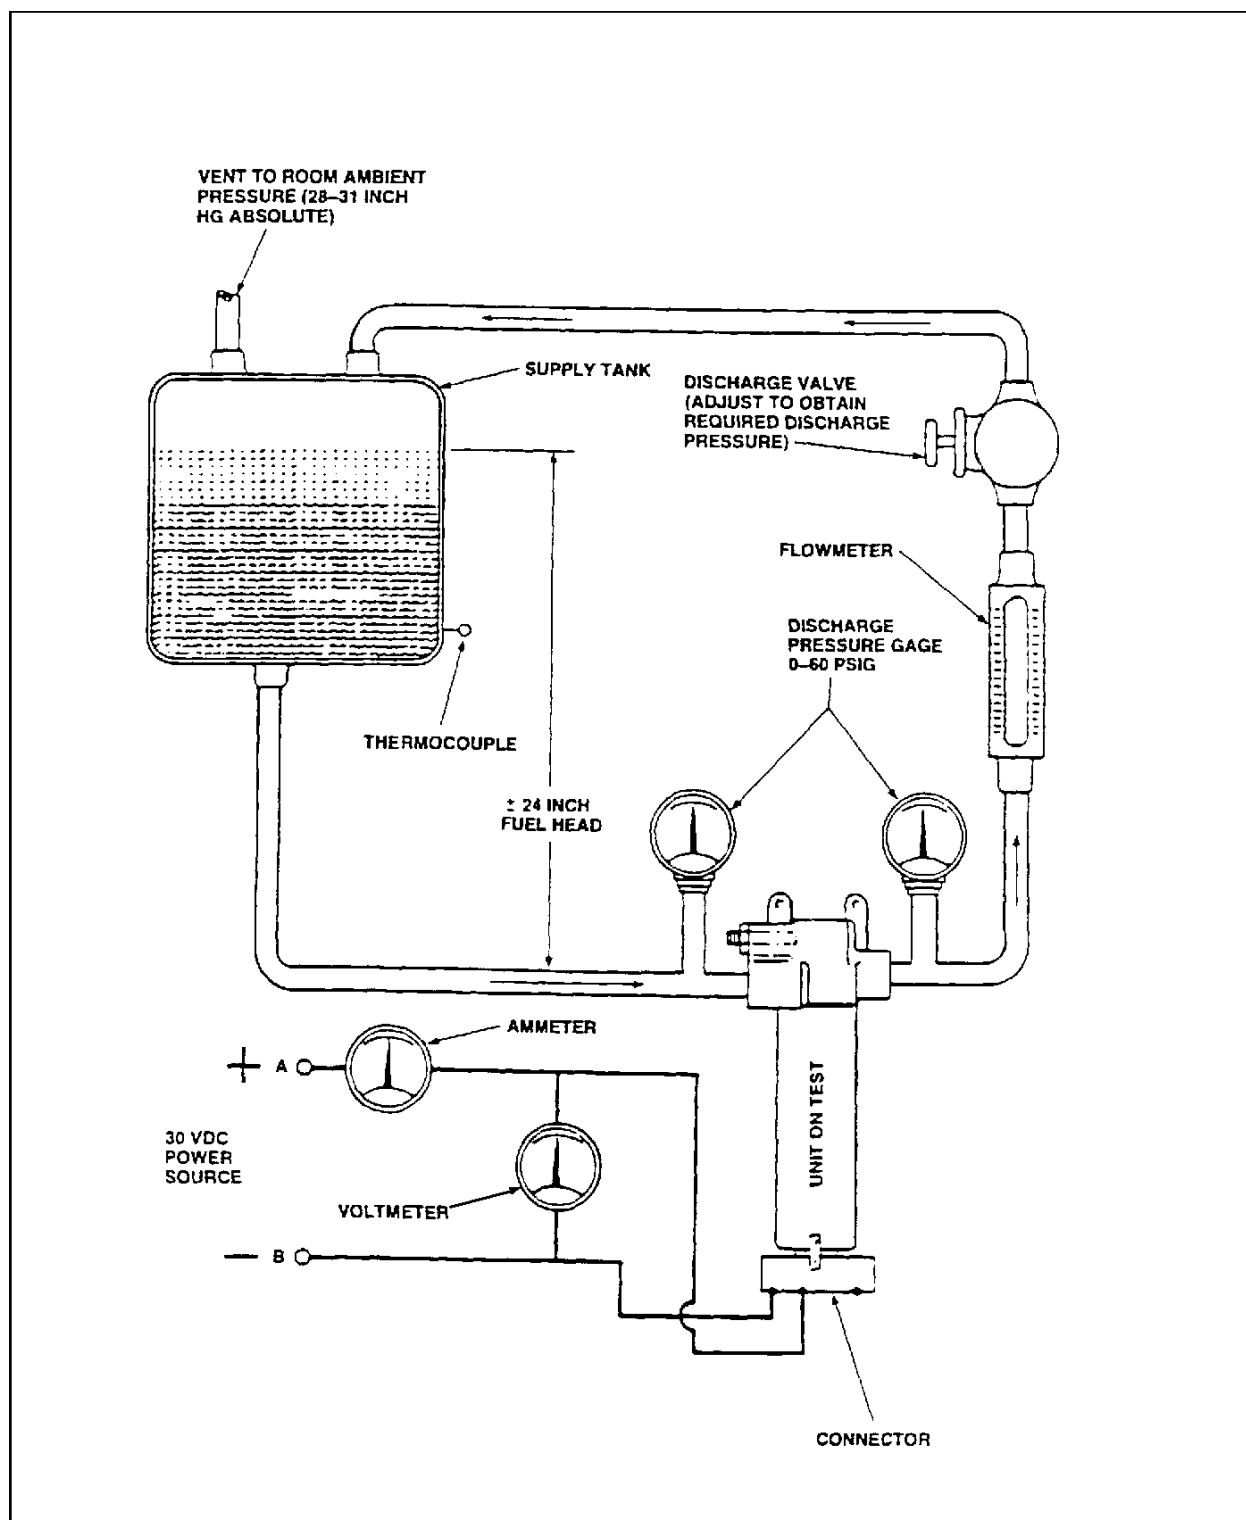 VENT TO ROOM AMBIENT
PRESSURE (28–31 INCH
HG ABSOLUTE)
SUPPLY TANK
DISCHARGE VALVE
(ADJUST TO OBTAIN
REQUIRED DISCHARGE
PRESSURE)
FLOWMETER
DISCHARGE
PRESSURE GAGE
0–60 PSIG
THERMOCOUPLE
± 24 INCH
FUEL HEAD
AMMETER
+ A
30 VDC
POWER
SOURCE
VOLTMETER
– B
UNIT ON TEST
CONNECTOR